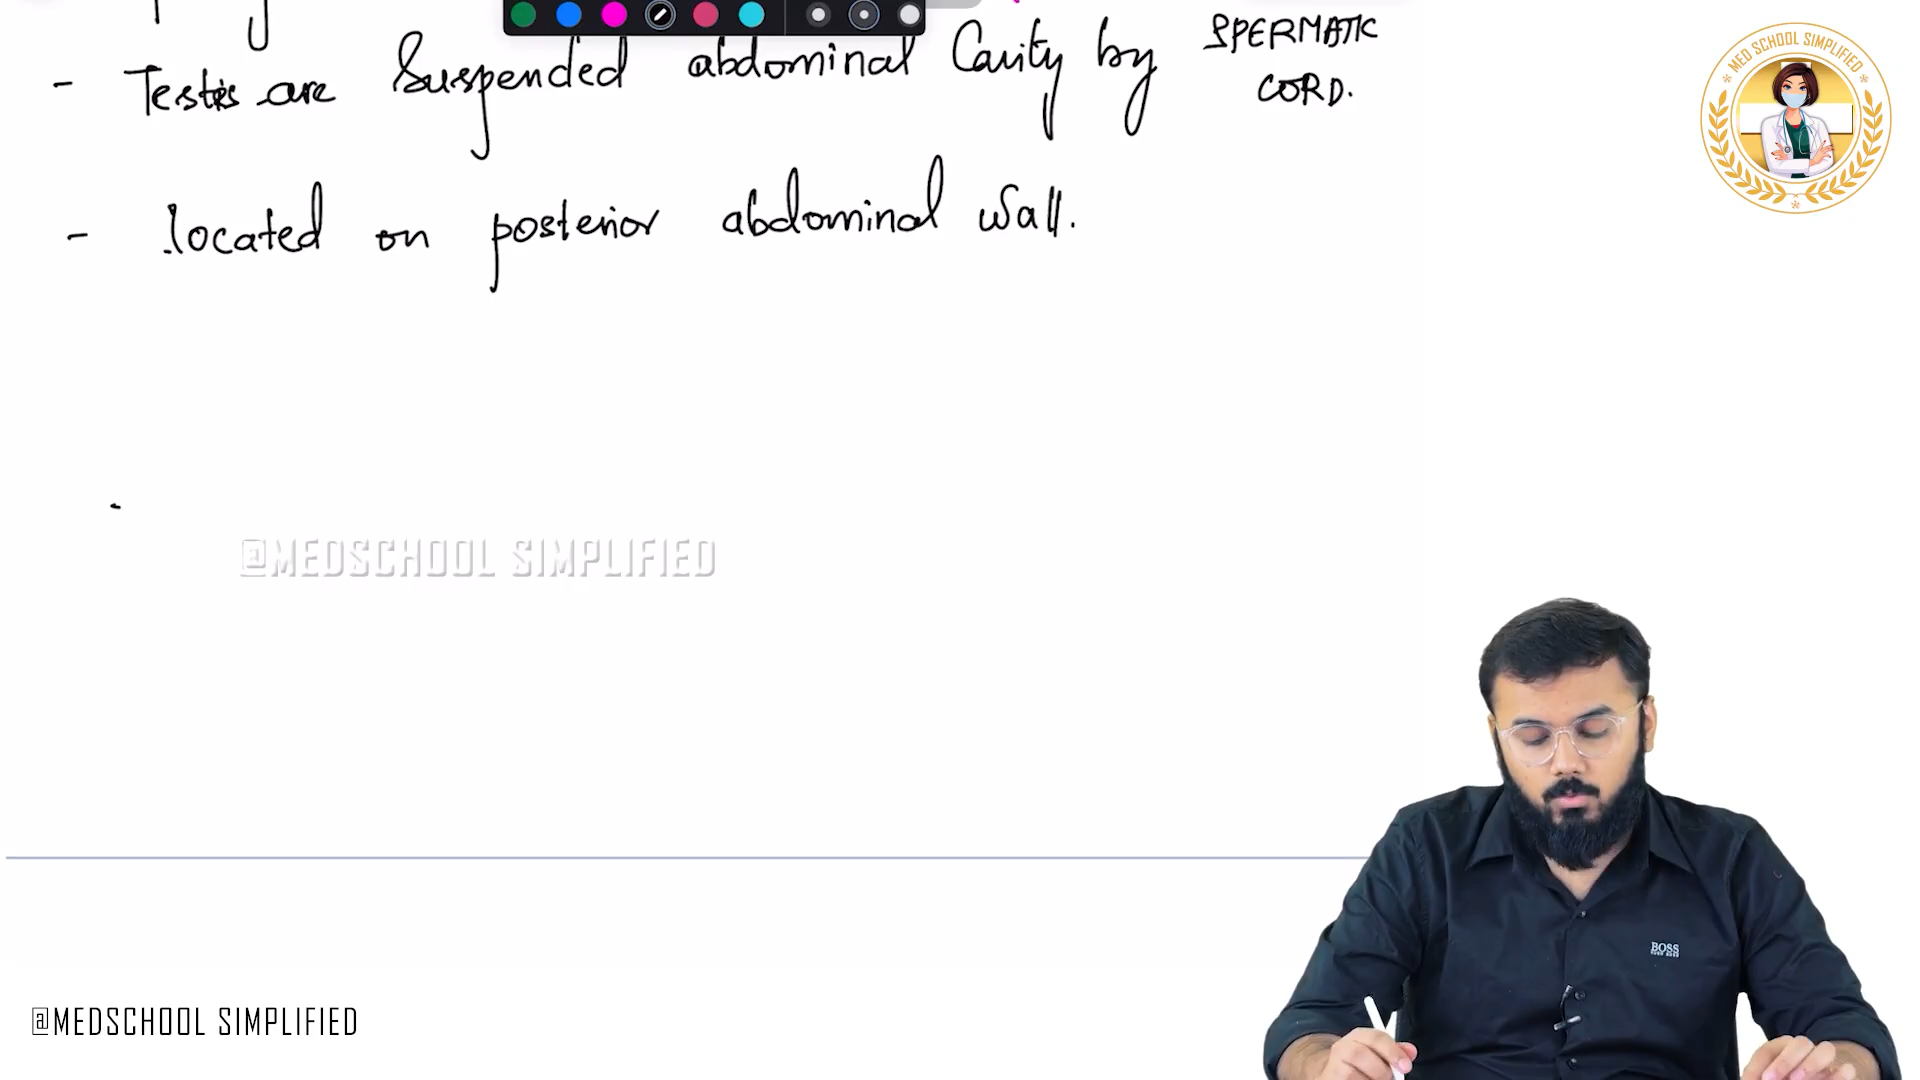 - Testis are suspended abdominal Cavity by SPERMATIC CORD.
- located on posterior abdominal wall.
@MEDSCHOOL SIMPLIFIED
MED SCHOOL SIMPLIFIED
BOSS
@MEDSCHOOL SIMPLIFIED